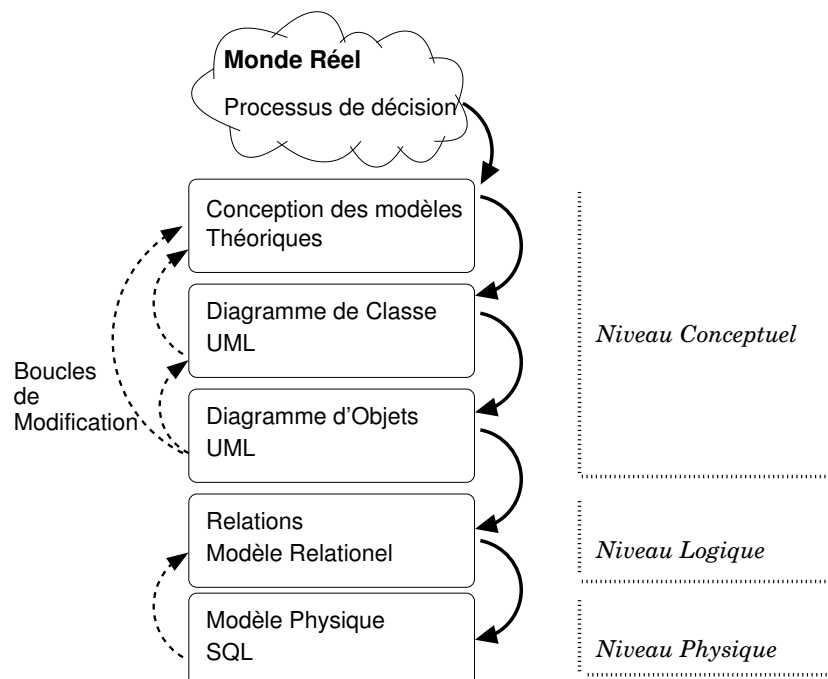 Monde Réel
Processus de décision
Conception des modèles
Théoriques
Diagramme de Classe
UML
Niveau Conceptuel
Boucles
de
Modification
Diagramme d'Objets
UML
Relations
Modèle Relationel
Niveau Logique
Modèle Physique
SQL
Niveau Physique